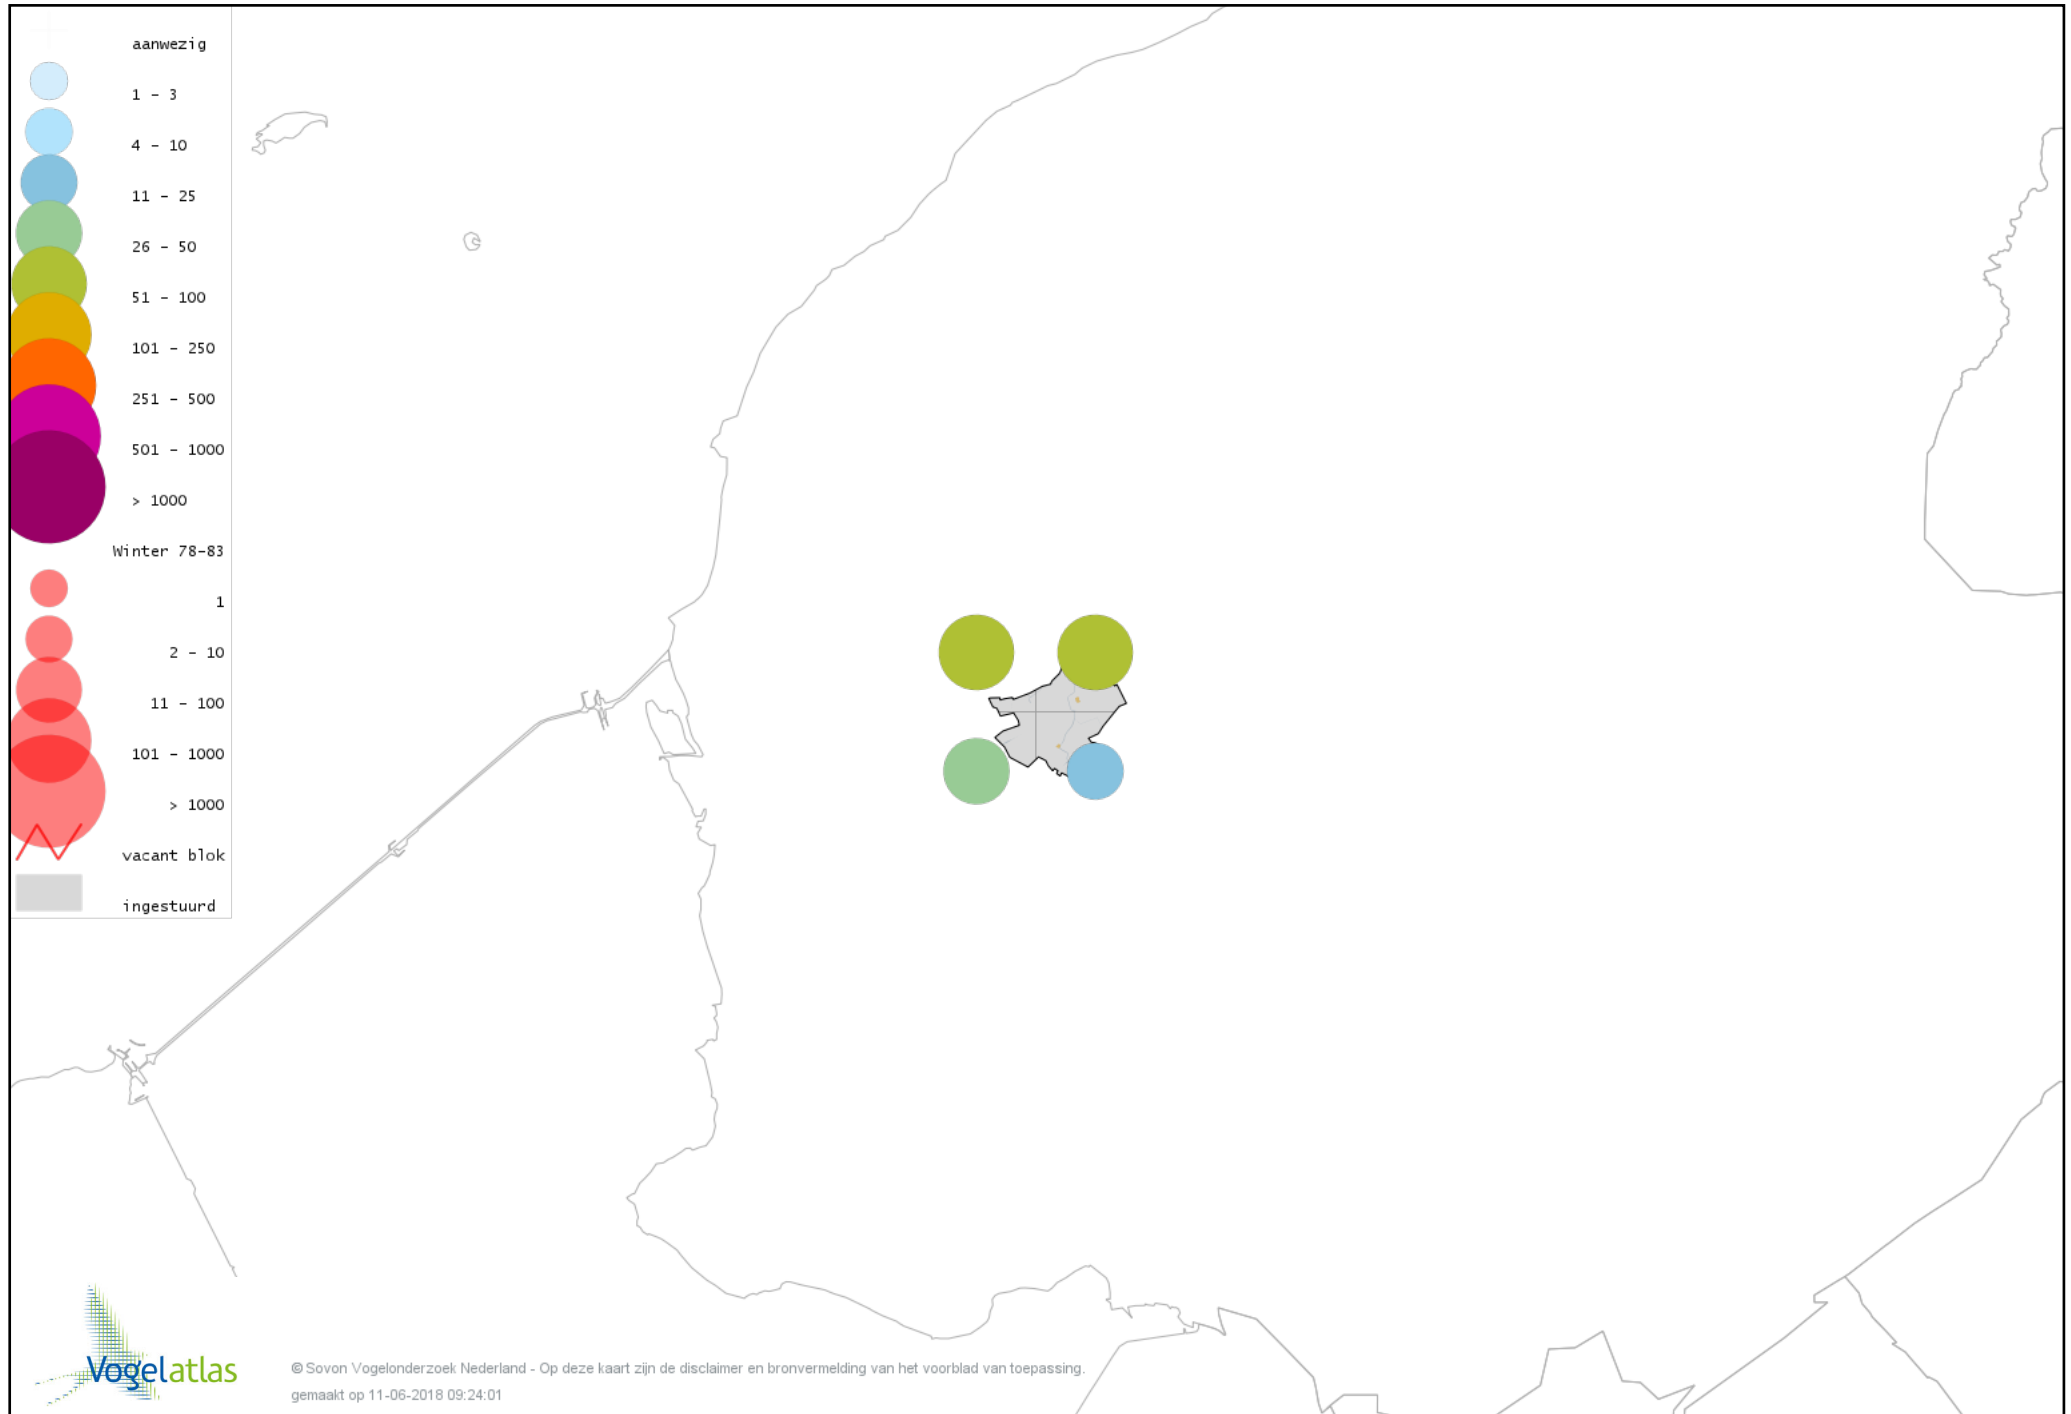 aanwezig
1 - 3
4 - 10
11 - 25
26 - 50
51 - 100
101 - 250
251 - 500
501 - 1000
> 1000
Winter 78-83
1
2 - 10
11 - 100
101 - 1000
> 1000
vacant blok
ingestuurd
Vogelatlas
© Sovon Vogelonderzoek Nederland - Op deze kaart zijn de disclaimer en bronvermelding van het voorblad van toepassing.
gemaakt op 11-06-2018 09:24:01